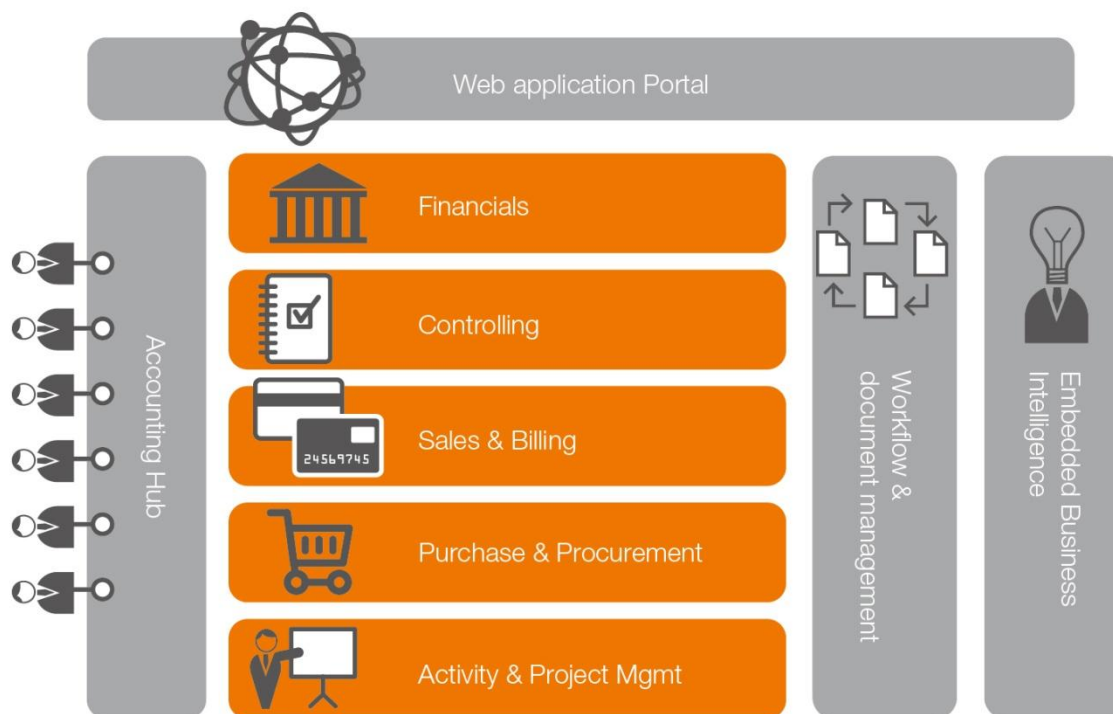 Web application Portal
Accounting Hub
Financials
Controlling
Sales & Billing
24569745
Purchase & Procurement
Activity & Project Mgmt
Workflow &
document management
Embedded Business
Intelligence